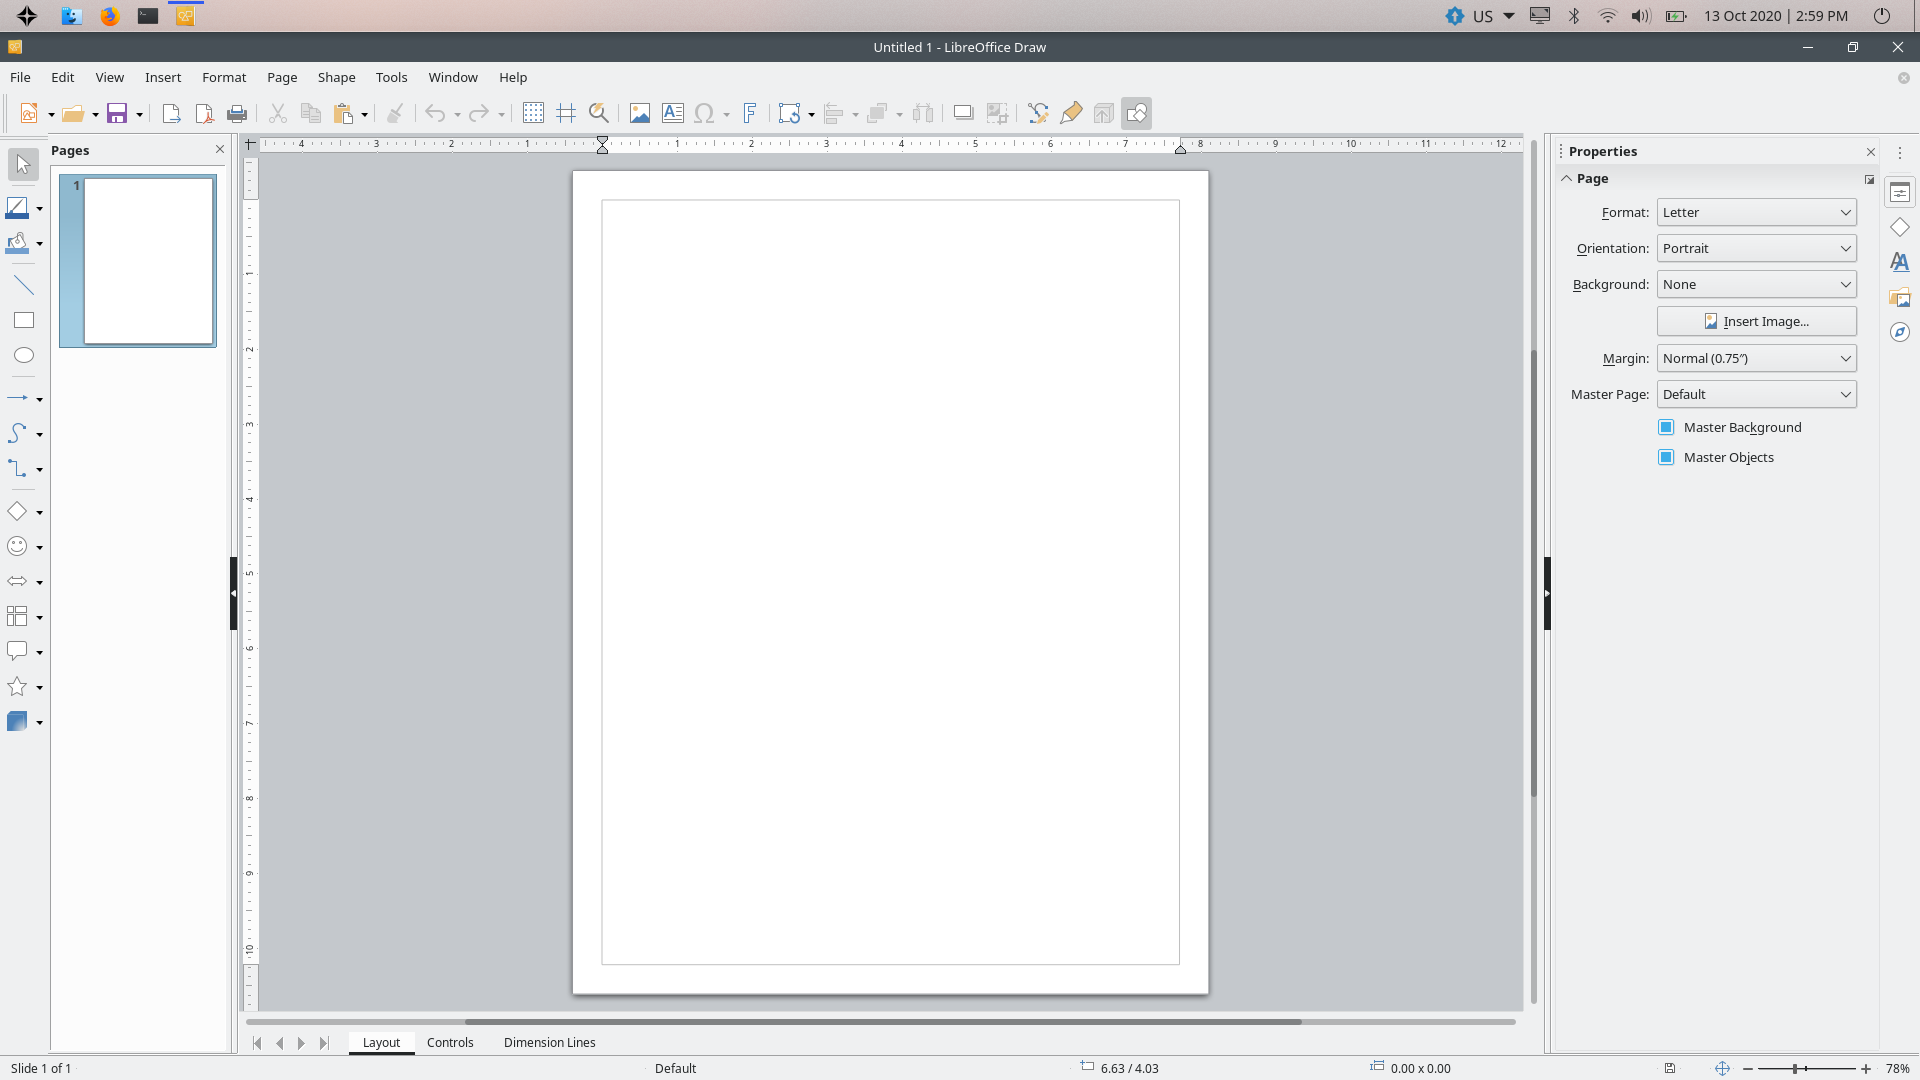 US
13 Oct 2020 | 2:59 PM
Untitled 1 - LibreOffice Draw
File Edit View Insert Format Page Shape Tools Window Help
Pages
1
4 3 2 1 1 2 3 4 5 6 7 8 9 10 11 12
1
2
3
4
5
6
7
8
9
10
Properties
Page
Format: Letter
Orientation: Portrait
Background: None
Insert Image...
Margin: Normal (0.75″)
Master Page: Default
Master Background
Master Objects
Layout Controls Dimension Lines
Slide 1 of 1 Default 6.63 / 4.03 0.00 x 0.00 78%